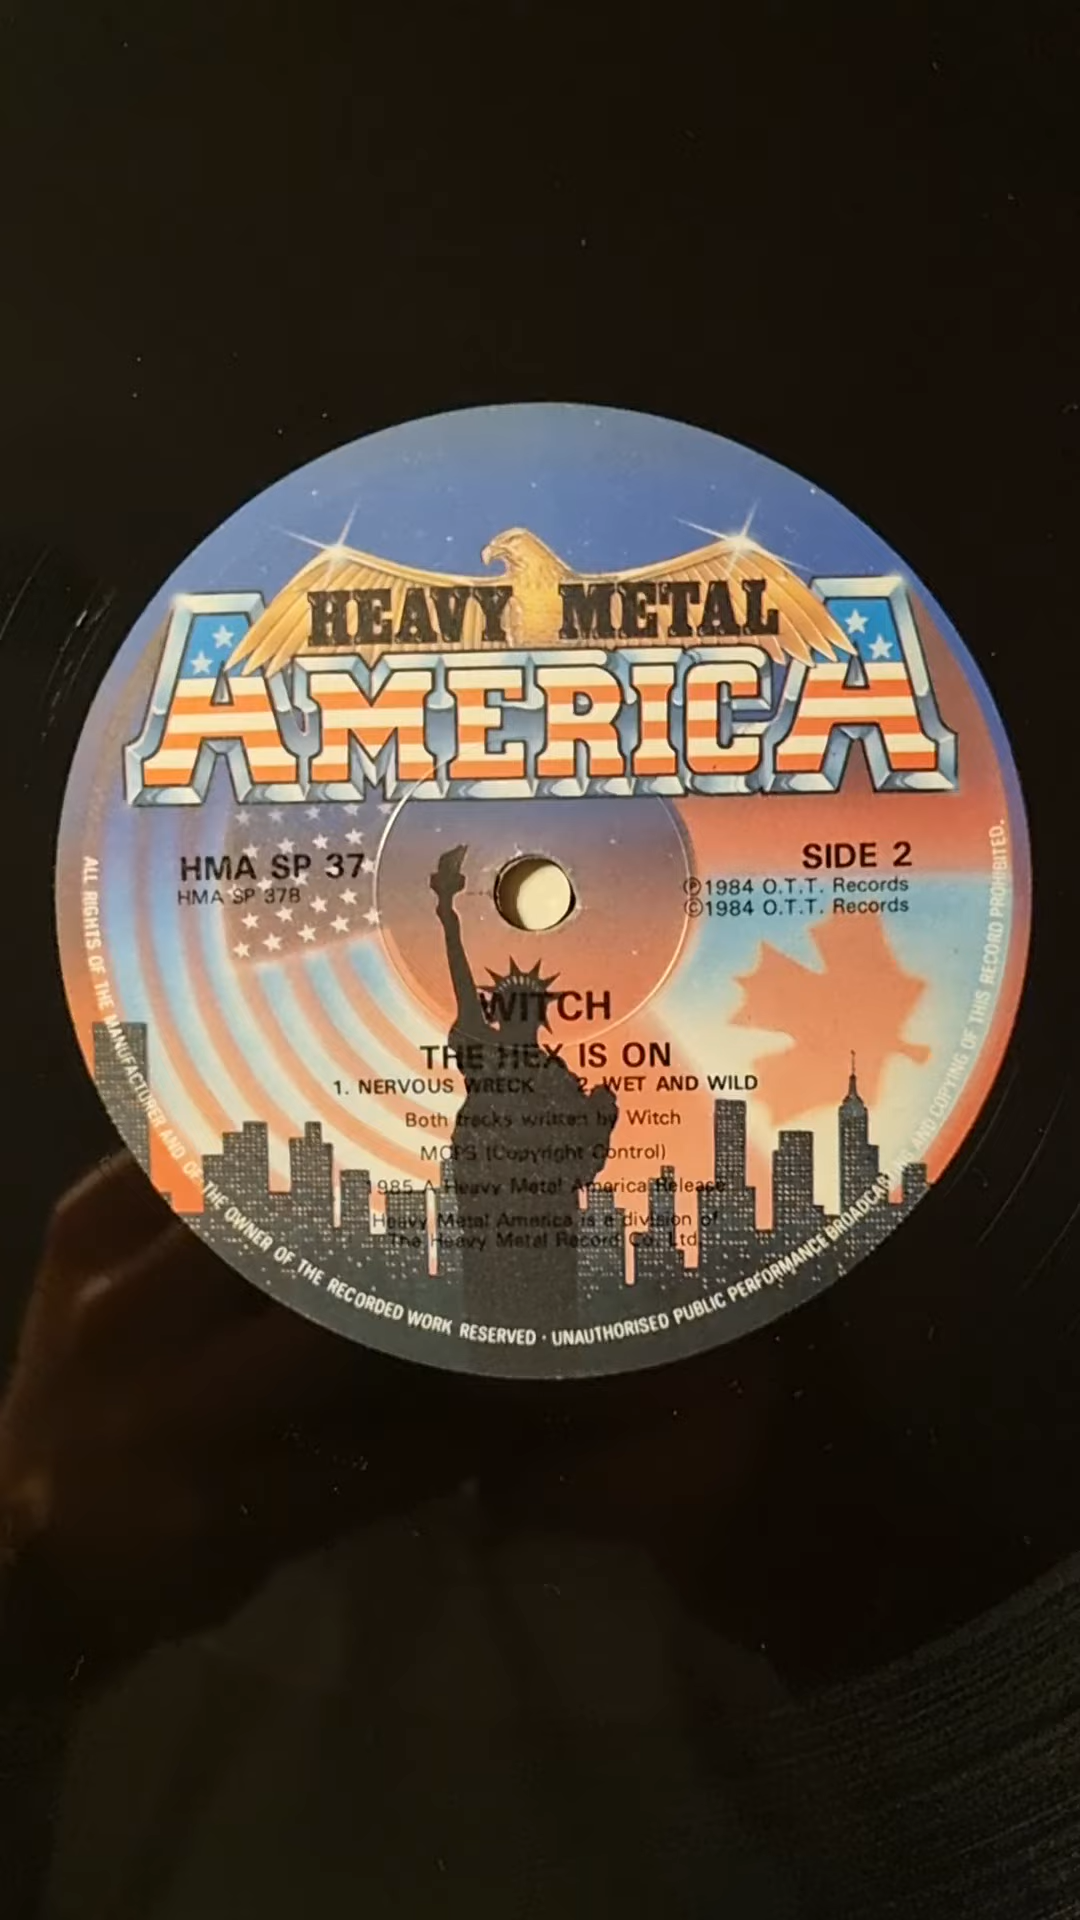 HEAVY METAL
AMERICA
HMA SP 37
HMA SP 37B
SIDE 2
℗1984 O.T.T. Records
©1984 O.T.T. Records
WITCH
THE HEX IS ON
1. NERVOUS WRECK 2. WET AND WILD
Both tracks written by Witch
MCPS (Copyright Control)
1985 A Heavy Metal America Release
Heavy Metal America is a division of
The Heavy Metal Record Co. Ltd.
ALL RIGHTS OF THE MANUFACTURER AND OF THE OWNER OF THE RECORDED WORK RESERVED · UNAUTHORISED PUBLIC PERFORMANCE BROADCASTING AND COPYING OF THIS RECORD PROHIBITED.